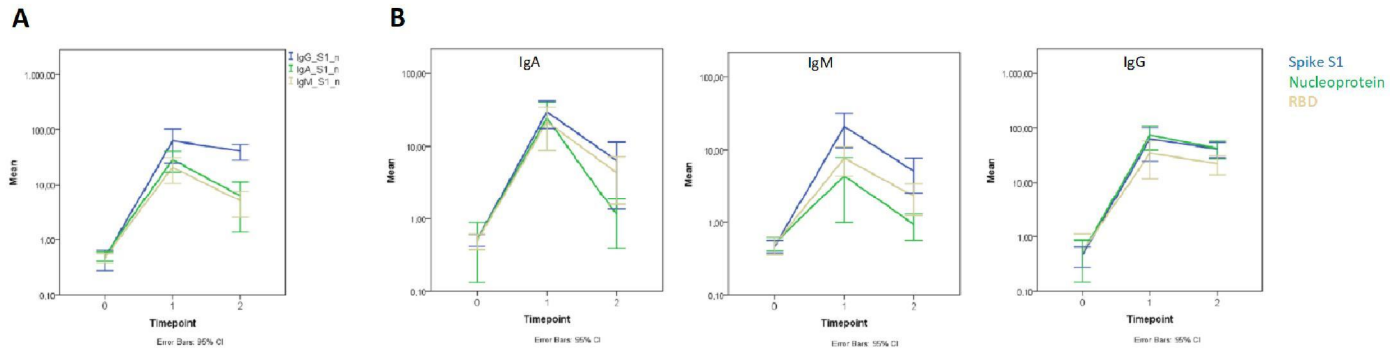 A
Mean
1.000,00
100,00
10,00
1,00
0,10
0
1
2
Timepoint
Error Bars: 95% CI
IgG_S1_n
IgA_S1_n
IgM_S1_n
B
IgA
Mean
100,00
10,00
1,00
0,10
0
1
2
Timepoint
Error Bars: 95% CI
IgM
Mean
100,00
10,00
1,00
0,10
0
1
2
Timepoint
Error Bars: 95% CI
IgG
Mean
1.000,00
100,00
10,00
1,00
0,10
0
1
2
Timepoint
Error Bars: 95% CI
Spike S1
Nucleoprotein
RBD